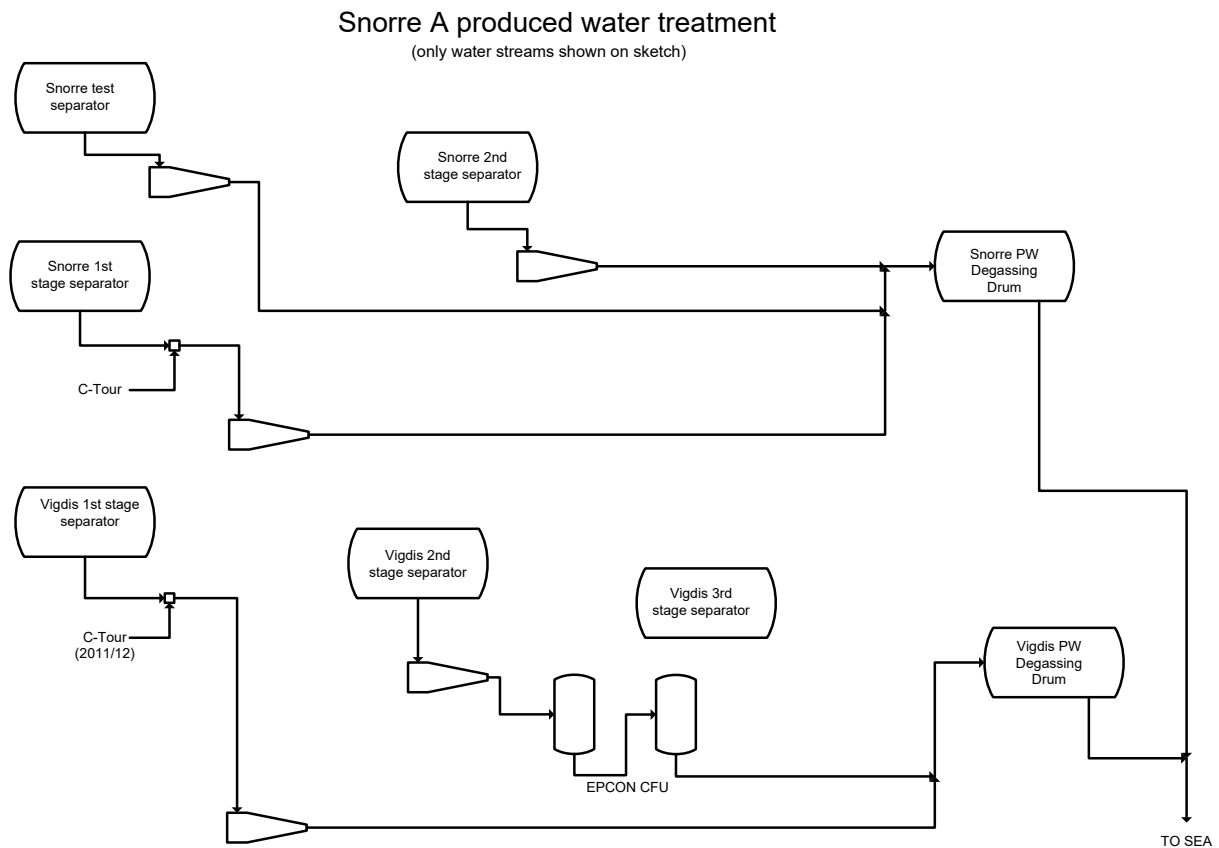 Snorre A produced water treatment
(only water streams shown on sketch)
Snorre test
separator
Snorre 2nd
stage separator
Snorre 1st
stage separator
Snorre PW
Degassing
Drum
C-Tour
Vigdis 1st stage
separator
Vigdis 2nd
stage separator
Vigdis 3rd
stage separator
C-Tour
(2011/12)
Vigdis PW
Degassing
Drum
EPCON CFU
TO SEA